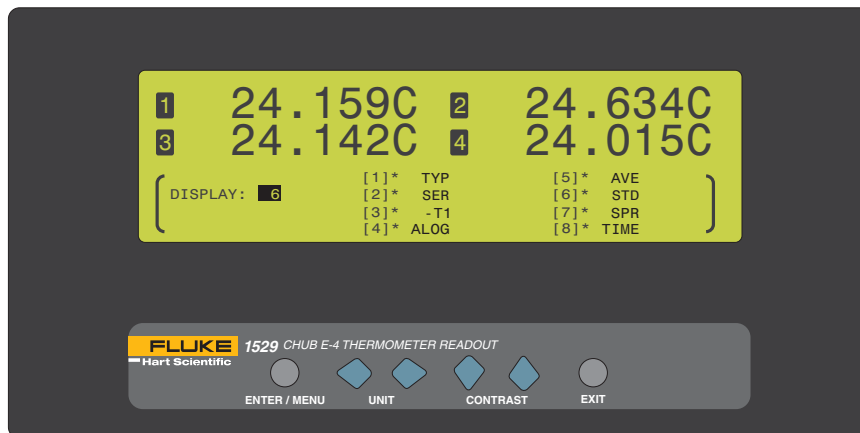 1 24.159C 2 24.634C
3 24.142C 4 24.015C
DISPLAY: 6
[1]* TYP [5]* AVE
[2]* SER [6]* STD
[3]* -T1 [7]* SPR
[4]* ALOG [8]* TIME
FLUKE 1529 CHUB E-4 THERMOMETER READOUT
Hart Scientific
ENTER / MENU UNIT CONTRAST EXIT